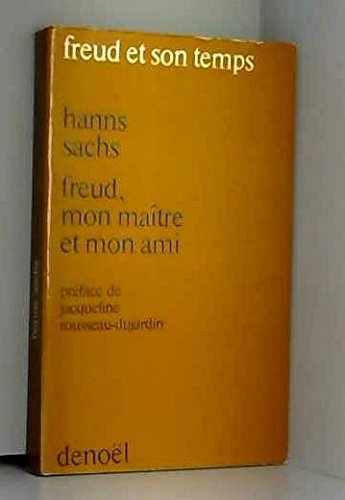 freud et son temps
hanns
sachs
freud,
mon maître
et mon ami
préface de
jacqueline
rousseau-dujardin
denoël